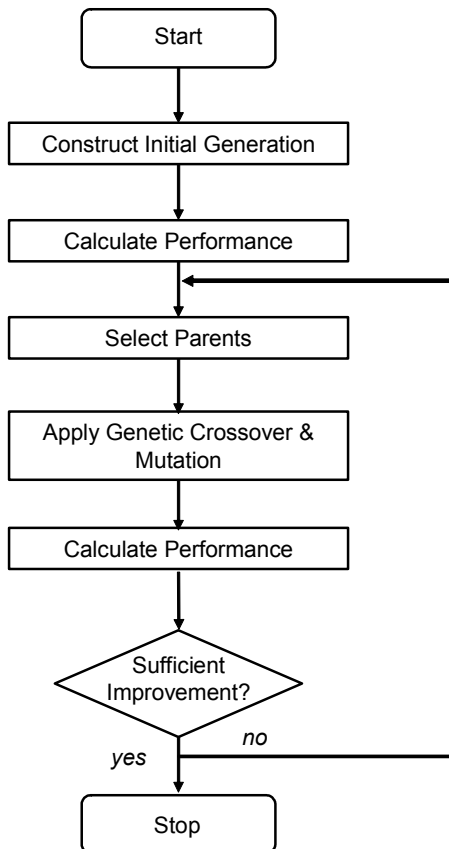 Start
Construct Initial Generation
Calculate Performance
Select Parents
Apply Genetic Crossover &
Mutation
Calculate Performance
Sufficient
Improvement?
no
yes
Stop